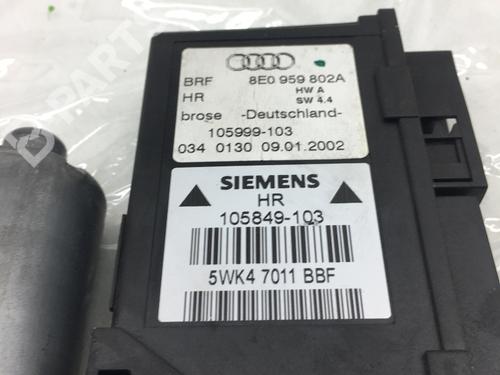 BRF 8E0 959 802A
HR HW A
SW 4.4
brose -Deutschland-
105999-103
034 0130 09.01.2002
SIEMENS
HR
105849-103
5WK4 7011 BBF